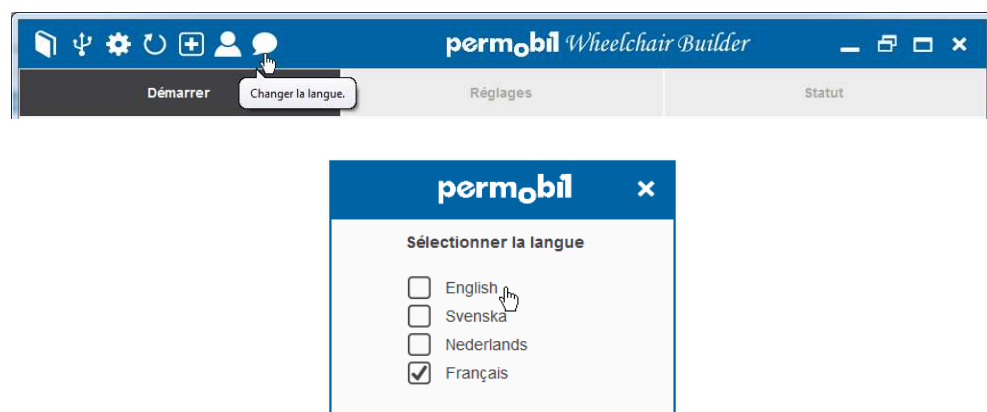 permobil Wheelchair Builder
Démarrer Changer la langue. Réglages Statut
permobil
Sélectionner la langue
English
Svenska
Nederlands
Français